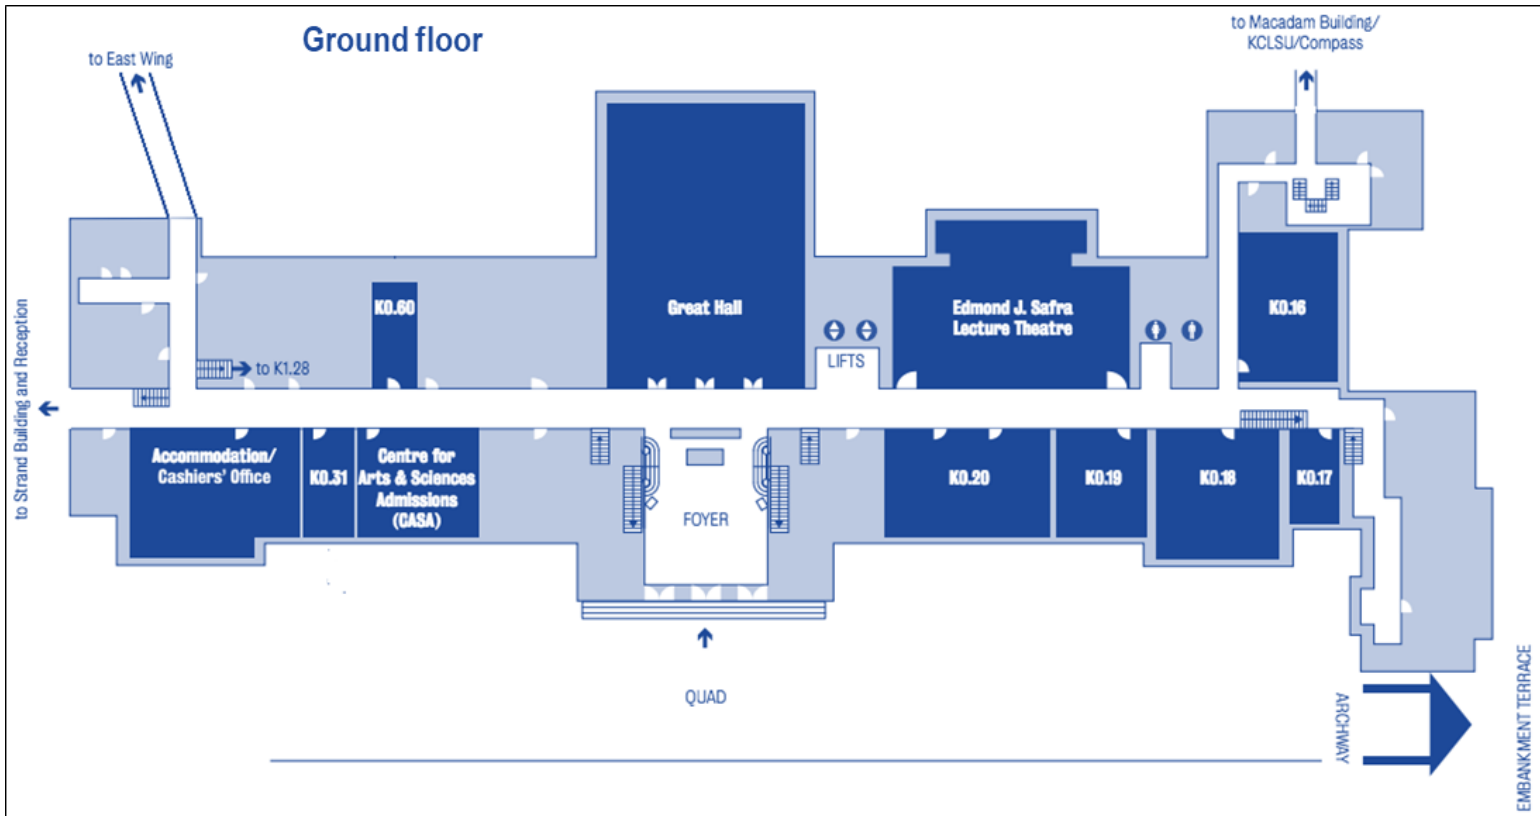 Ground floor
to East Wing
to Macadam Building/
KCLSU/Compass
to Strand Building and Reception
K0.60
Great Hall
Edmond J. Safra
Lecture Theatre
K0.16
LIFTS
to K1.28
Accommodation/
Cashiers' Office
K0.31
Centre for
Arts & Sciences
Admissions
(CASA)
FOYER
K0.20
K0.19
K0.18
K0.17
QUAD
ARCHWAY
EMBANKMENT TERRACE